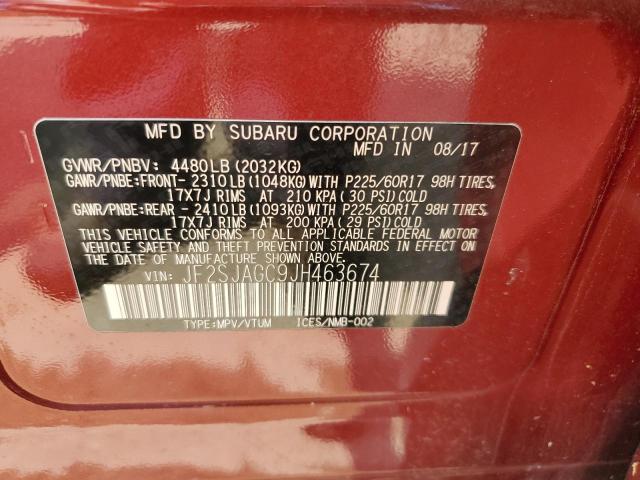 MFD BY SUBARU CORPORATION
MFD IN 08/17
GVWR/PNBV: 4480LB(2032KG)
GAWR/PNBE:FRONT- 2310LB(1048KG)WITH P225/60R17 98H TIRES,
17X7J RIMS AT 210 KPA(30 PSI)COLD
GAWR/PNBE:REAR - 2410LB(1093KG)WITH P225/60R17 98H TIRES,
17X7J RIMS AT 200 KPA(29 PSI)COLD
THIS VEHICLE CONFORMS TO ALL APPLICABLE FEDERAL MOTOR
VEHICLE SAFETY AND THEFT PREVENTION STANDARDS IN EFFECT
ON THE DATE OF MANUFACTURE SHOWN ABOVE.
VIN: JF2SJAGC9JH463674
TYPE:MPV/VTUM ICES/NMB-002